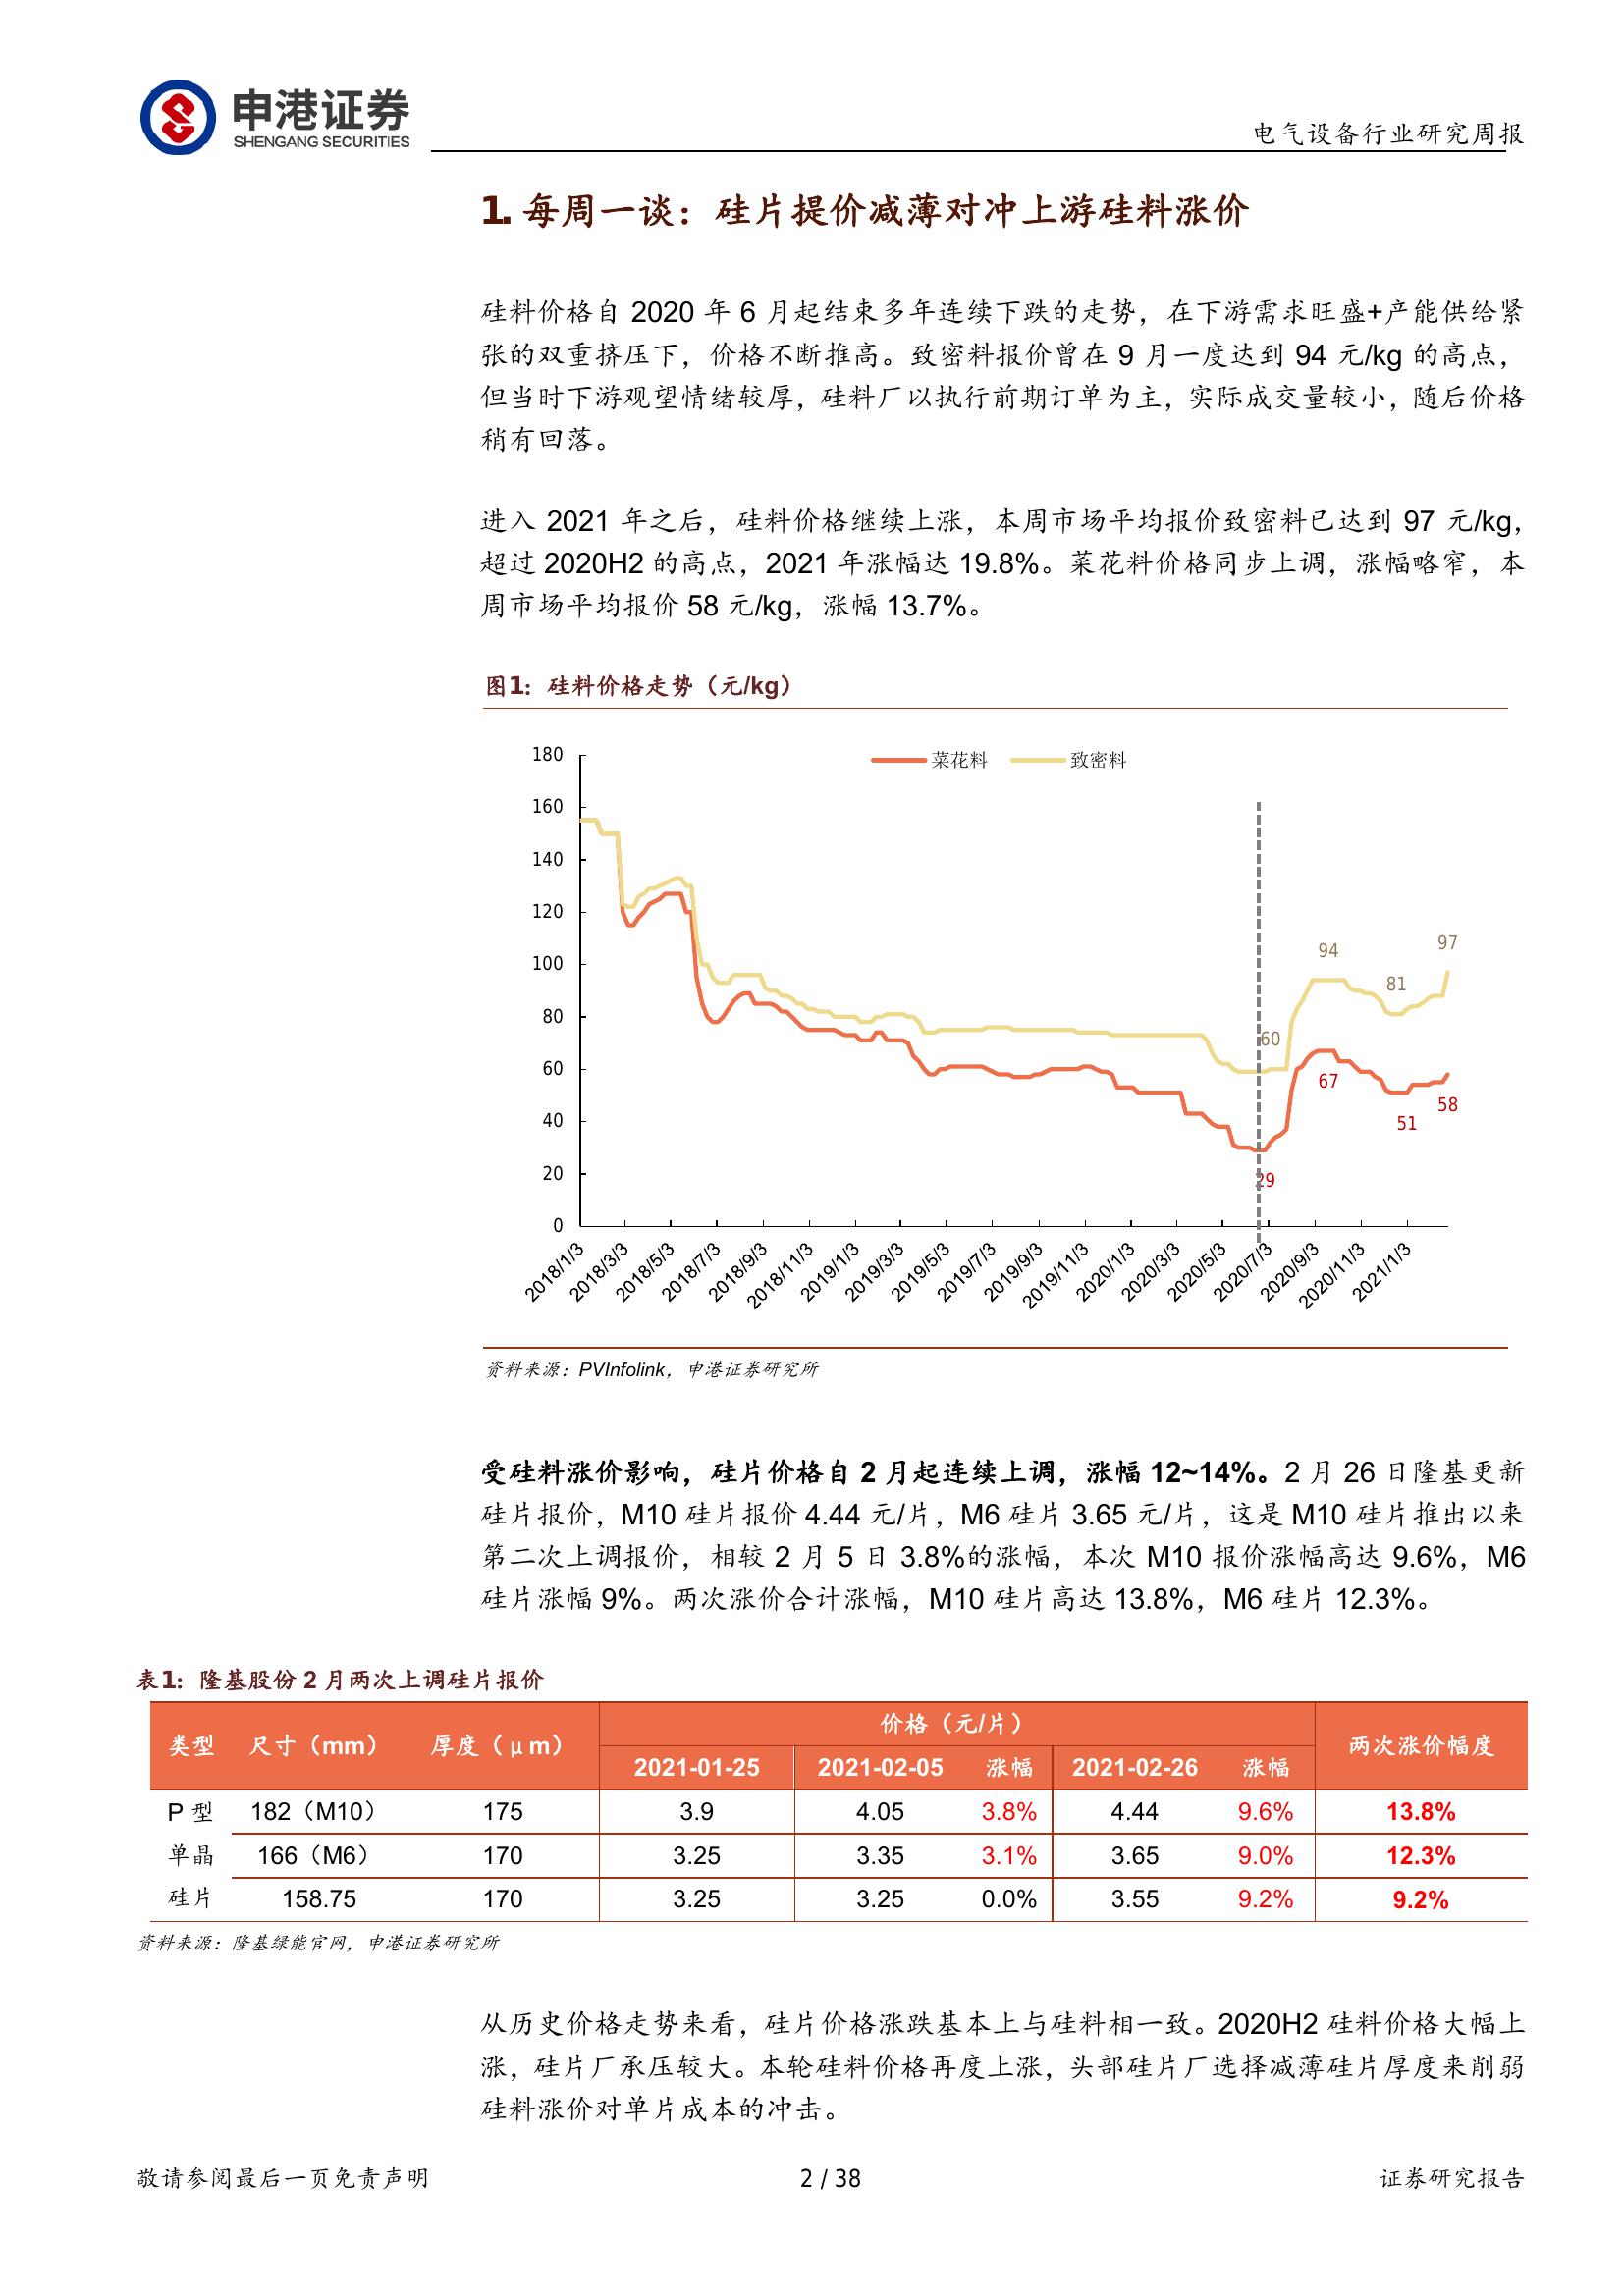 申港证券
SHENGANG SECURITIES
电气设备行业研究周报
1. 每周一谈：硅片提价减薄对冲上游硅料涨价
硅料价格自 2020 年 6 月起结束多年连续下跌的走势，在下游需求旺盛+产能供给紧
张的双重挤压下，价格不断推高。致密料报价曾在 9 月一度达到 94 元/kg 的高点，
但当时下游观望情绪较厚，硅料厂以执行前期订单为主，实际成交量较小，随后价格
稍有回落。
进入 2021 年之后，硅料价格继续上涨，本周市场平均报价致密料已达到 97 元/kg，
超过 2020H2 的高点，2021 年涨幅达 19.8%。菜花料价格同步上调，涨幅略窄，本
周市场平均报价 58 元/kg，涨幅 13.7%。
图1：硅料价格走势（元/kg）
菜花料 致密料
180
160
140
120
100
80
60
40
20
0
94
97
81
60
67
58
51
29
2018/1/3 2018/3/3 2018/5/3 2018/7/3 2018/9/3 2018/11/3 2019/1/3 2019/3/3 2019/5/3 2019/7/3 2019/9/3 2019/11/3 2020/1/3 2020/3/3 2020/5/3 2020/7/3 2020/9/3 2020/11/3 2021/1/3
资料来源：PVInfolink，申港证券研究所
受硅料涨价影响，硅片价格自 2 月起连续上调，涨幅 12~14%。2 月 26 日隆基更新
硅片报价，M10 硅片报价 4.44 元/片，M6 硅片 3.65 元/片，这是 M10 硅片推出以来
第二次上调报价，相较 2 月 5 日 3.8%的涨幅，本次 M10 报价涨幅高达 9.6%，M6
硅片涨幅 9%。两次涨价合计涨幅，M10 硅片高达 13.8%，M6 硅片 12.3%。
表1：隆基股份 2 月两次上调硅片报价
类型 尺寸（mm） 厚度（μm） 价格（元/片） 两次涨价幅度
2021-01-25 2021-02-05 涨幅 2021-02-26 涨幅
P 型 182（M10） 175 3.9 4.05 3.8% 4.44 9.6% 13.8%
单晶 166（M6） 170 3.25 3.35 3.1% 3.65 9.0% 12.3%
硅片 158.75 170 3.25 3.25 0.0% 3.55 9.2% 9.2%
资料来源：隆基绿能官网，申港证券研究所
从历史价格走势来看，硅片价格涨跌基本上与硅料相一致。2020H2 硅料价格大幅上
涨，硅片厂承压较大。本轮硅料价格再度上涨，头部硅片厂选择减薄硅片厚度来削弱
硅料涨价对单片成本的冲击。
敬请参阅最后一页免责声明 2 / 38 证券研究报告